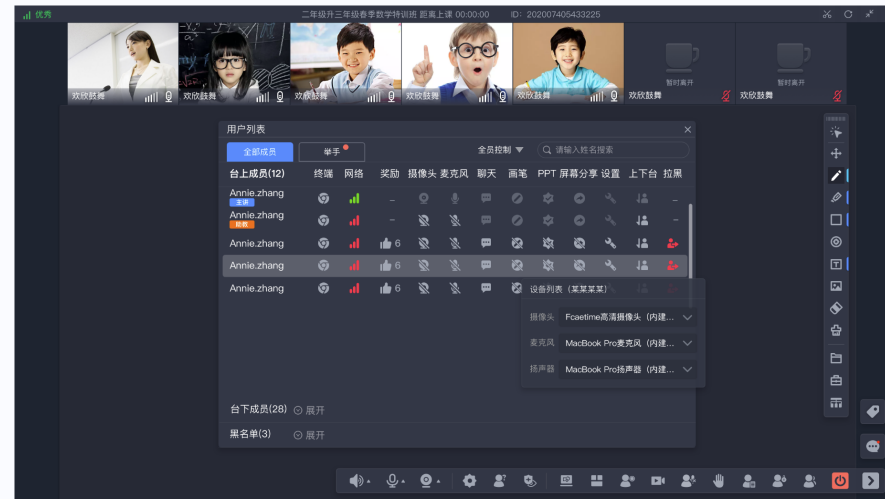 优秀
二年级升三年级春季数学特训班 距离上课 00:00:00 ID: 202007405433225
欢欣鼓舞
欢欣鼓舞
欢欣鼓舞
欢欣鼓舞
欢欣鼓舞
暂时离开
欢欣鼓舞
暂时离开
欢欣鼓舞
用户列表
全部成员 举手 全员控制 请输入姓名搜索
台上成员(12) 终端 网络 奖励 摄像头 麦克风 聊天 画笔 PPT 屏幕分享 设置 上下台 拉黑
Annie.zhang
主讲
Annie.zhang
助教
Annie.zhang 6
Annie.zhang 6
Annie.zhang 6
设备列表（某某某某）
摄像头 Fcaetime高清摄像头（内建...
麦克风 MacBook Pro麦克风（内建...
扬声器 MacBook Pro扬声器（内建...
台下成员(28) 展开
黑名单(3) 展开